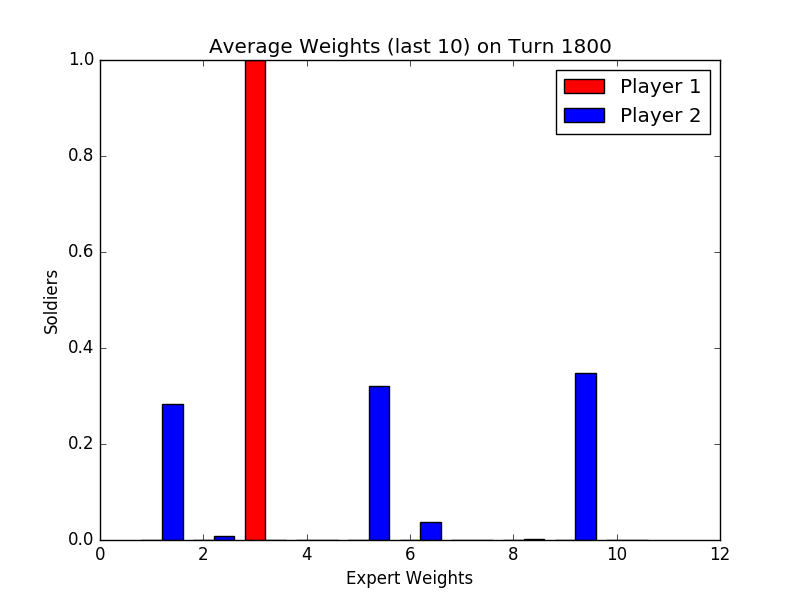 Average Weights (last 10) on Turn 1800
Player 1
Player 2
1.0
0.8
0.6
0.4
0.2
0.0
Soldiers
0 2 4 6 8 10 12
Expert Weights